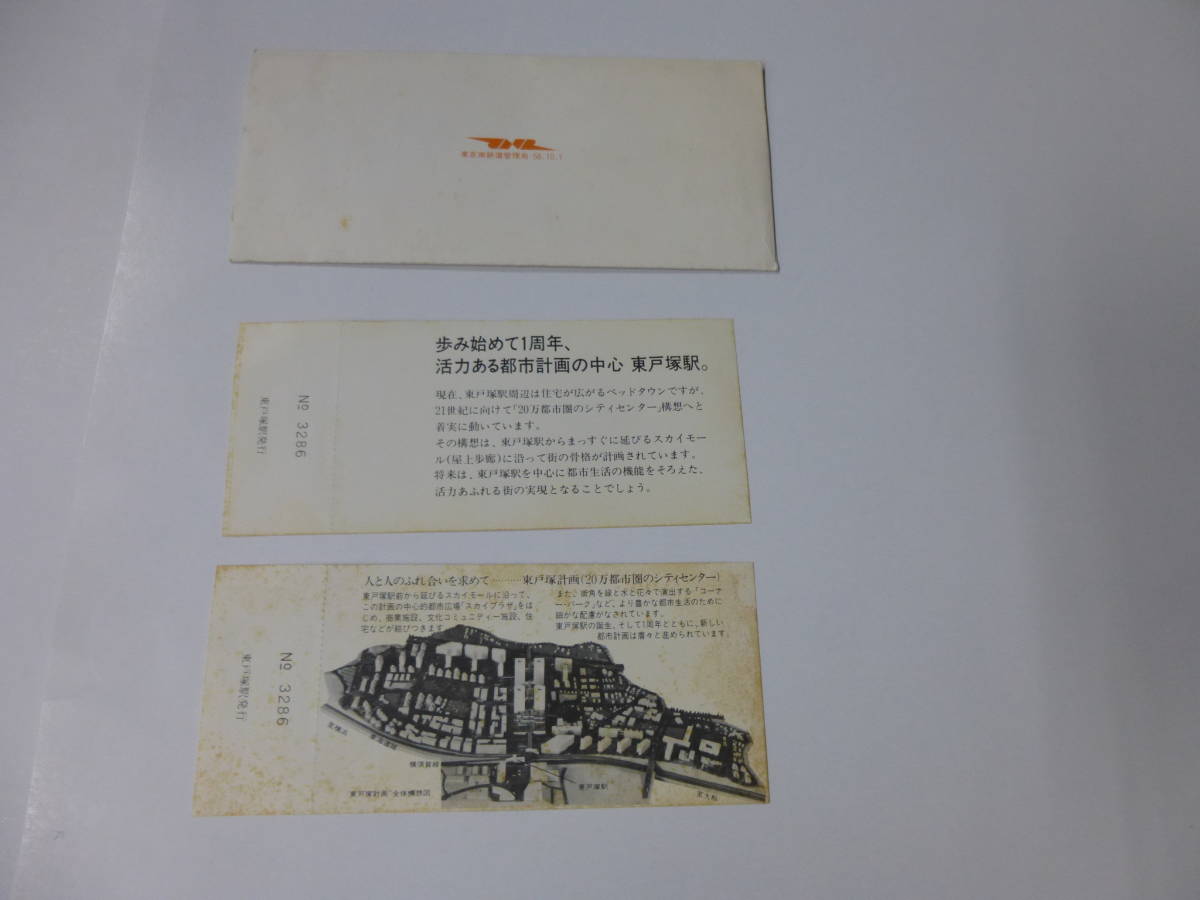 東京南鉄道管理局 56.10.1
歩み始めて1周年、
活力ある都市計画の中心 東戸塚駅。
現在、東戸塚駅周辺は住宅が広がるベッドタウンですが、
21世紀に向けて「20万都市圏のシティセンター」構想へと
着実に動いています。
その構想は、東戸塚駅からまっすぐに延びるスカイモー
ル(屋上歩廊)に沿って街の骨格が計画されています。
将来は、東戸塚駅を中心に都市生活の機能をそろえた、
活力あふれる街の実現となることでしょう。
№ 3286
東戸塚駅発行
人と人のふれ合いを求めて………東戸塚計画(20万都市圏のシティセンター)
東戸塚駅前から延びるスカイモールに沿って、
この計画の中心的都市広場「スカイプラザ」をは
じめ、商業施設、文化コミュニティー施設、住
宅などが結びつきます。
また、街角を緑と水と花々で演出する「コーナ
ー・パーク」など、より豊かな都市生活のために
細かな配慮がなされています。
東戸塚駅の誕生、そして1周年とともに、新しい
都市計画は着々と進められています。
№ 3286
東戸塚駅発行
至横浜
東海道線
横須賀線
東戸塚駅
至大船
東戸塚計画 全体構鉄図